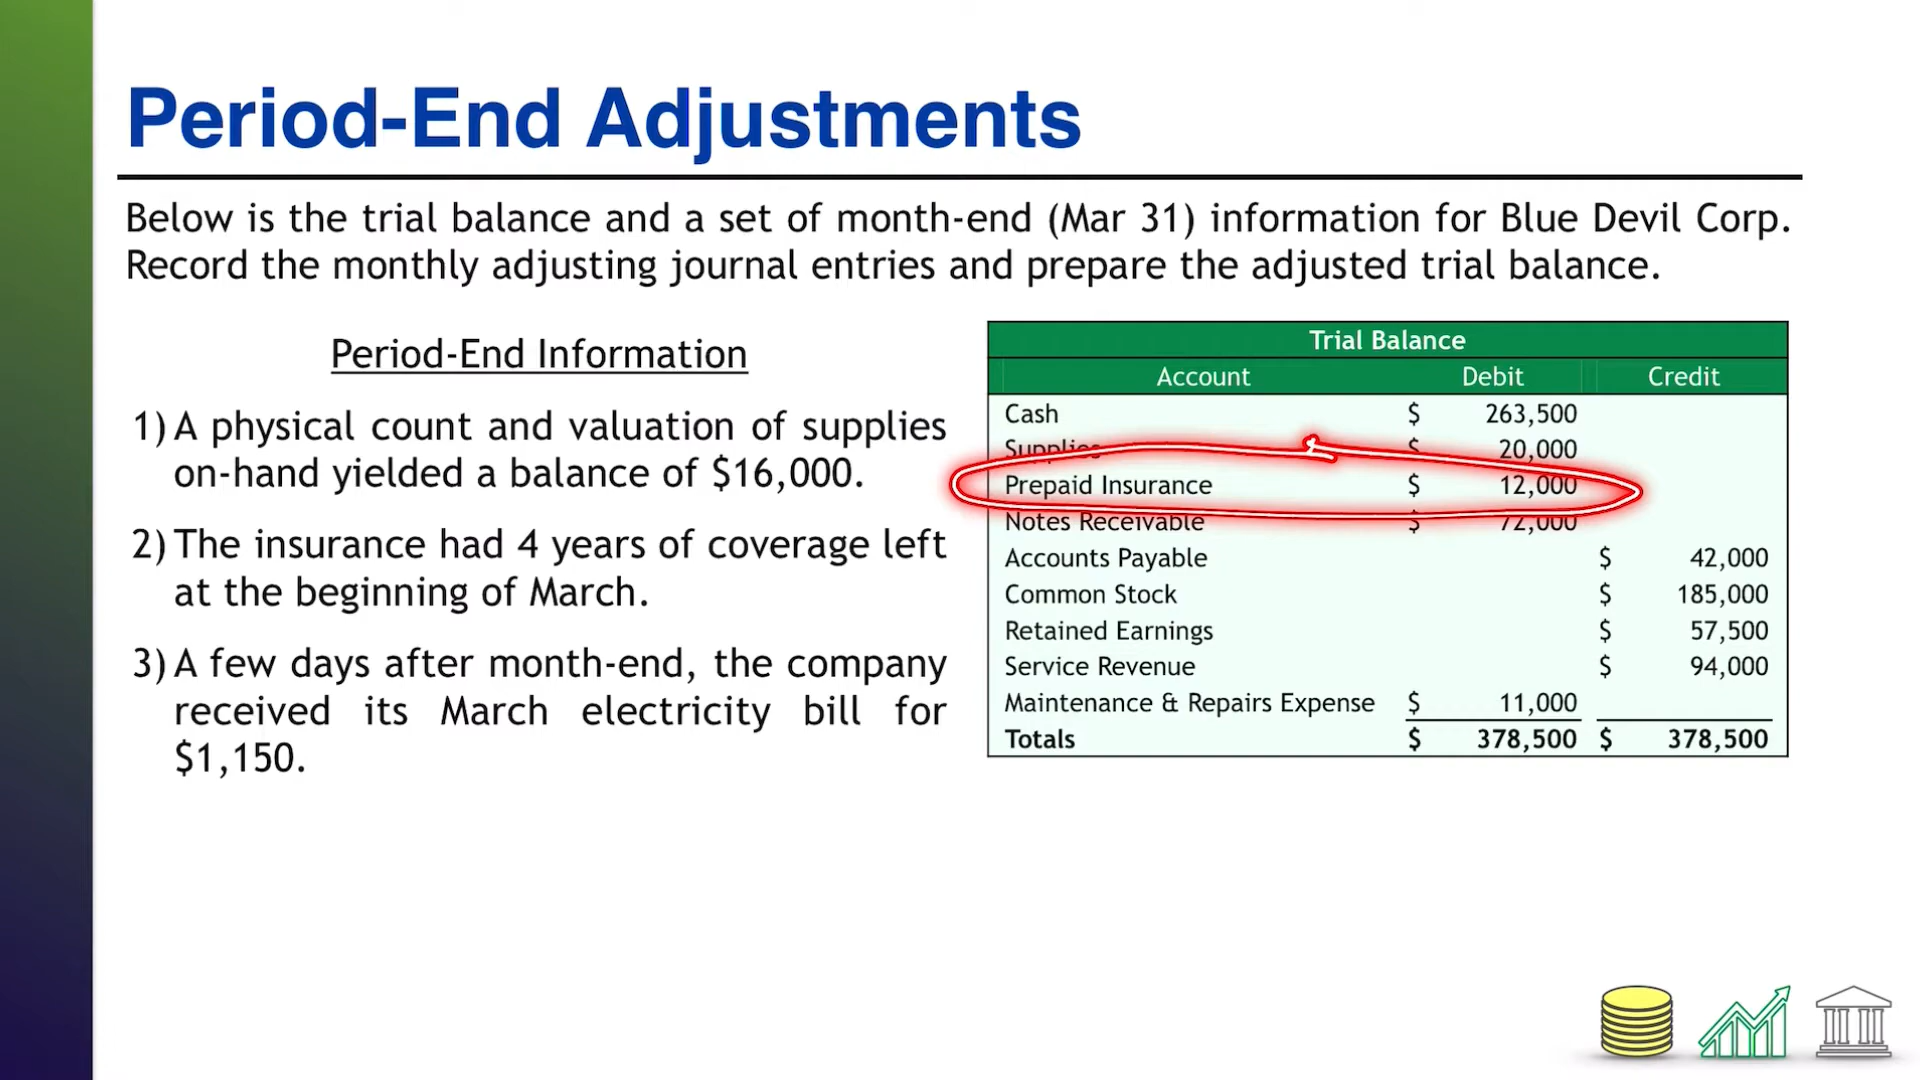 Period-End Adjustments
Below is the trial balance and a set of month-end (Mar 31) information for Blue Devil Corp.
Record the monthly adjusting journal entries and prepare the adjusted trial balance.
Period-End Information
1) A physical count and valuation of supplies
on-hand yielded a balance of $16,000.
2) The insurance had 4 years of coverage left
at the beginning of March.
3) A few days after month-end, the company
received its March electricity bill for
$1,150.
Trial Balance
Account Debit Credit
Cash $ 263,500
Supplies $ 20,000
Prepaid Insurance $ 12,000
Notes Receivable $ 72,000
Accounts Payable $ 42,000
Common Stock $ 185,000
Retained Earnings $ 57,500
Service Revenue $ 94,000
Maintenance & Repairs Expense $ 11,000
Totals $ 378,500 $ 378,500